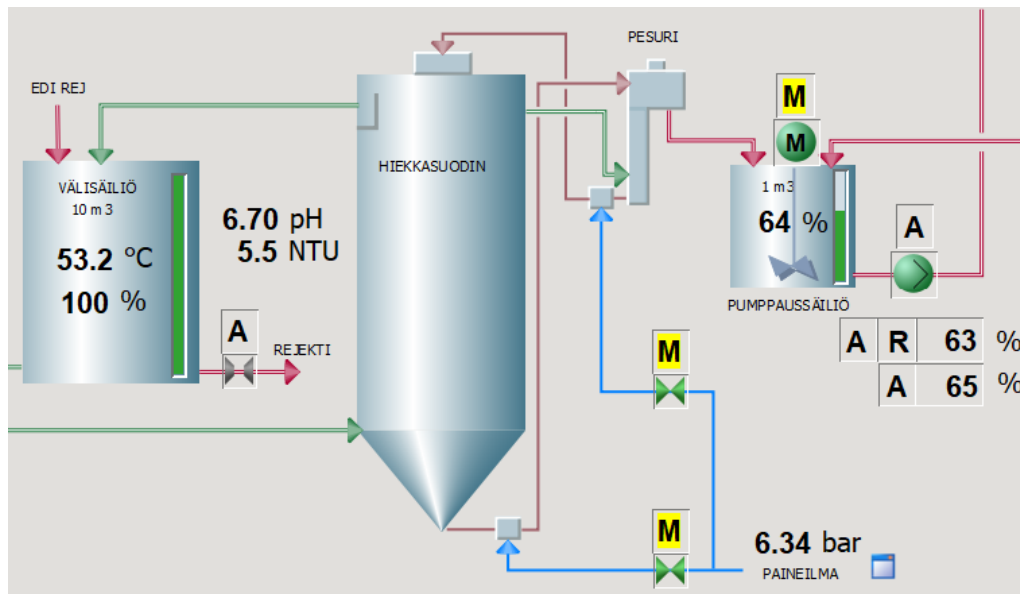 PESURI
EDI REJ
M
M
HIEKKASUODIN
VÄLISÄILIÖ
10 m 3
1 m 3
6.70 pH
64 %
5.5 NTU
A
53.2 °C
100 %
PUMPPAUSSÄILIÖ
A
REJEKTI
M
A R 63 %
A 65 %
M
6.34 bar
PAINEILMA